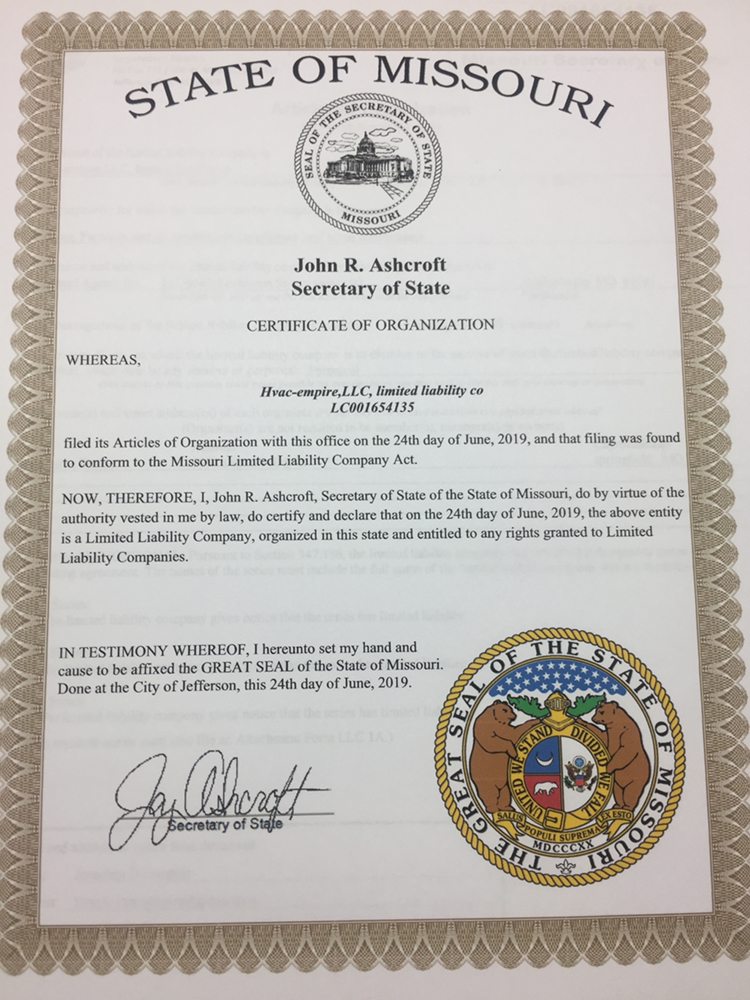 STATE OF MISSOURI
SEAL OF THE SECRETARY OF STATE
MISSOURI
John R. Ashcroft
Secretary of State
CERTIFICATE OF ORGANIZATION
WHEREAS,
Hvac-empire,LLC, limited liability co
LC001654135
filed its Articles of Organization with this office on the 24th day of June, 2019, and that filing was found
to conform to the Missouri Limited Liability Company Act.
NOW, THEREFORE, I, John R. Ashcroft, Secretary of State of the State of Missouri, do by virtue of the
authority vested in me by law, do certify and declare that on the 24th day of June, 2019, the above entity
is a Limited Liability Company, organized in this state and entitled to any rights granted to Limited
Liability Companies.
IN TESTIMONY WHEREOF, I hereunto set my hand and
cause to be affixed the GREAT SEAL of the State of Missouri.
Done at the City of Jefferson, this 24th day of June, 2019.
Jay Ashcroft
Secretary of State
THE GREAT SEAL OF THE STATE OF MISSOURI
UNITED WE STAND DIVIDED WE FALL
SALUS POPULI SUPREMA LEX ESTO
MDCCCXX